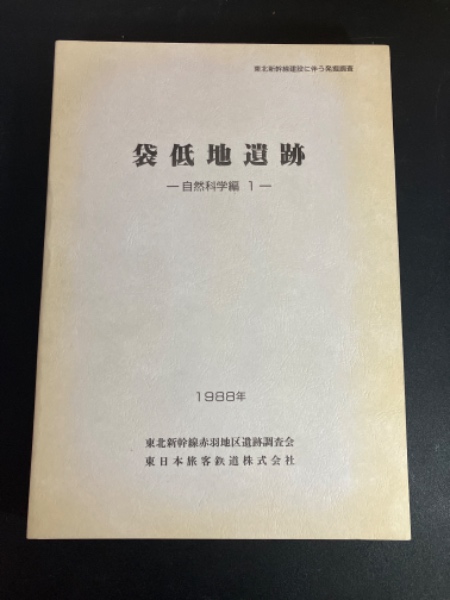 東北新幹線建設に伴う発掘調査
袋低地遺跡
— 自然科学編 1 —
1988年
東北新幹線赤羽地区遺跡調査会
東日本旅客鉄道株式会社